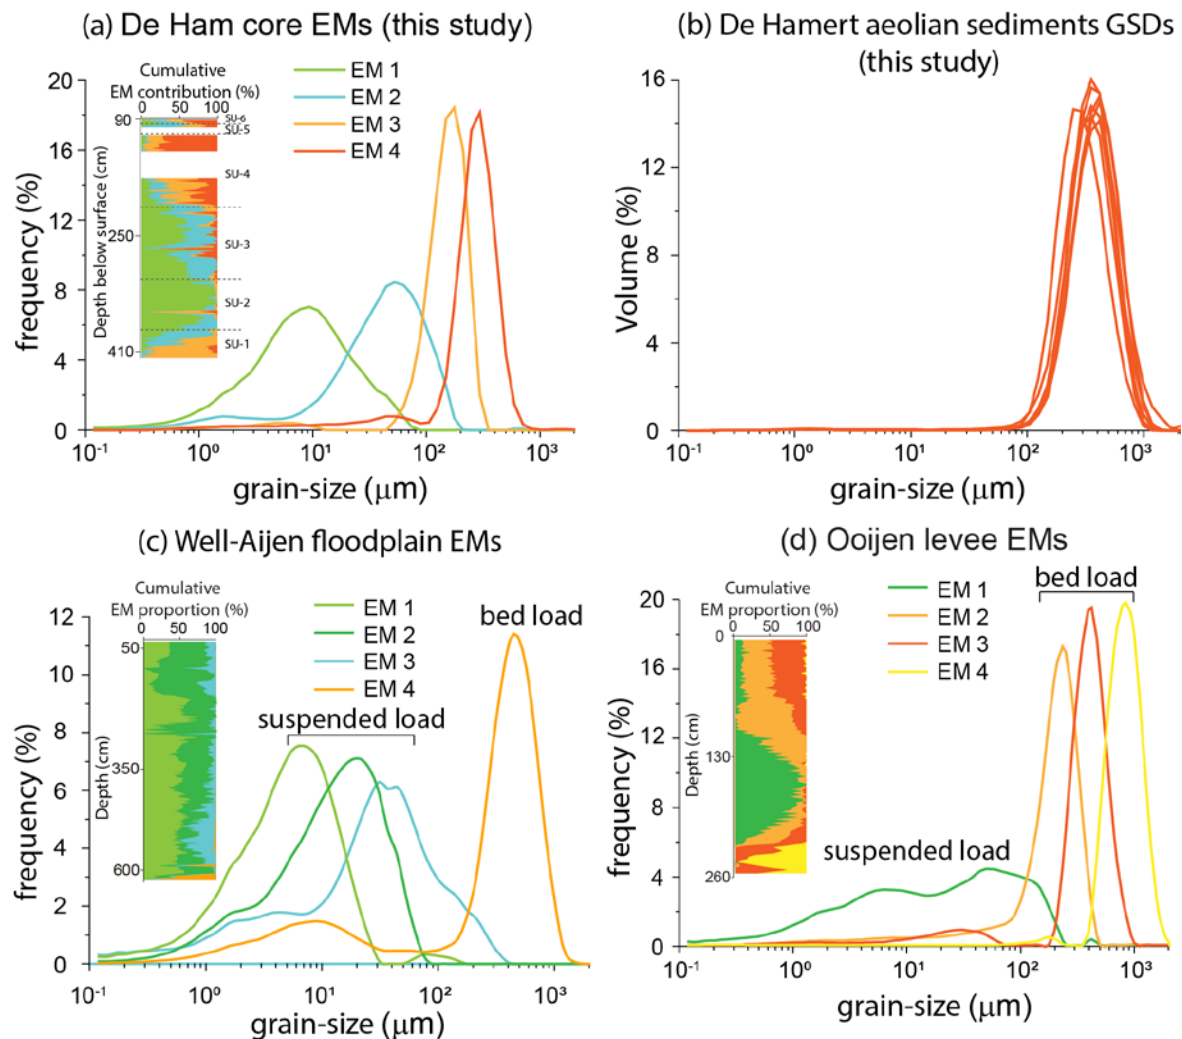 (a) De Ham core EMs (this study)
Cumulative
EM contribution (%)
0 50 100
90
250
410
Depth below surface (cm)
SU-6
SU-5
SU-4
SU-3
SU-2
SU-1
EM 1
EM 2
EM 3
EM 4
20
16
12
8
4
0
frequency (%)
10⁻¹ 10⁰ 10¹ 10² 10³
grain-size (μm)
(b) De Hamert aeolian sediments GSDs
(this study)
16
12
8
4
0
Volume (%)
10⁻¹ 10⁰ 10¹ 10² 10³
grain-size (μm)
(c) Well-Aijen floodplain EMs
Cumulative
EM proportion (%)
0 50 100
50
350
600
Depth (cm)
EM 1
EM 2
EM 3
EM 4
suspended load
bed load
12
10
8
6
4
2
0
frequency (%)
10⁻¹ 10⁰ 10¹ 10² 10³
grain-size (μm)
(d) Ooijen levee EMs
Cumulative
EM proportion (%)
0 50 100
0
130
260
Depth (cm)
EM 1
EM 2
EM 3
EM 4
bed load
suspended load
20
16
12
8
4
0
frequency (%)
10⁻¹ 10⁰ 10¹ 10² 10³
grain-size (μm)